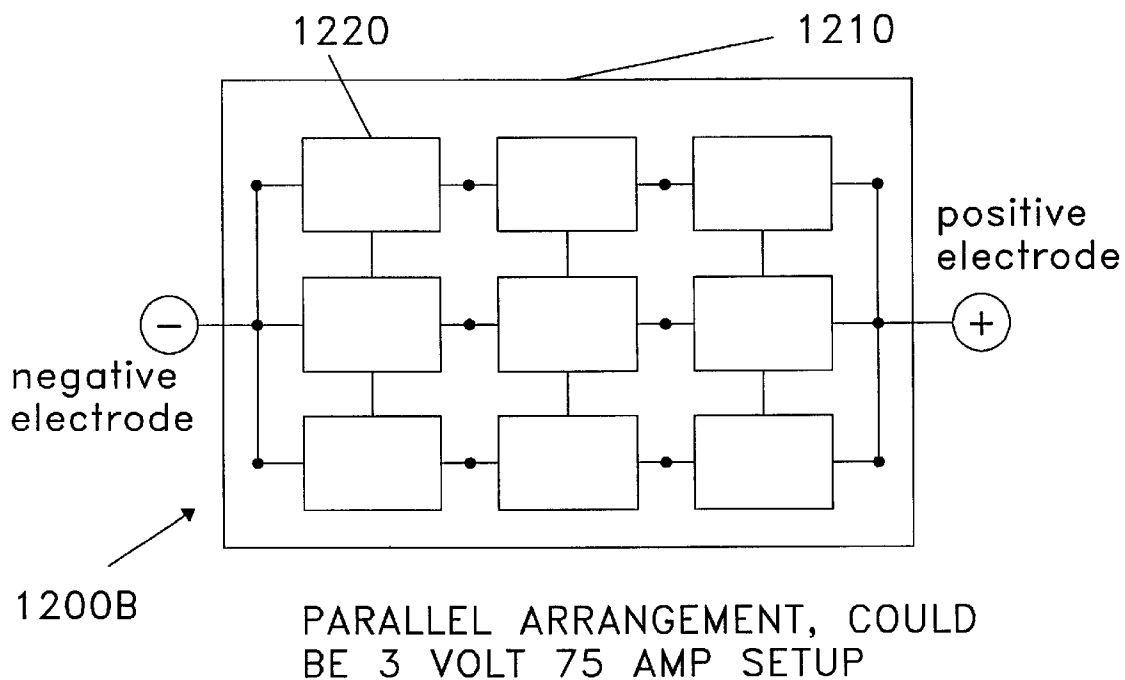 1220
1210
positive
electrode
−
+
negative
electrode
1200B
PARALLEL ARRANGEMENT, COULD
BE 3 VOLT 75 AMP SETUP